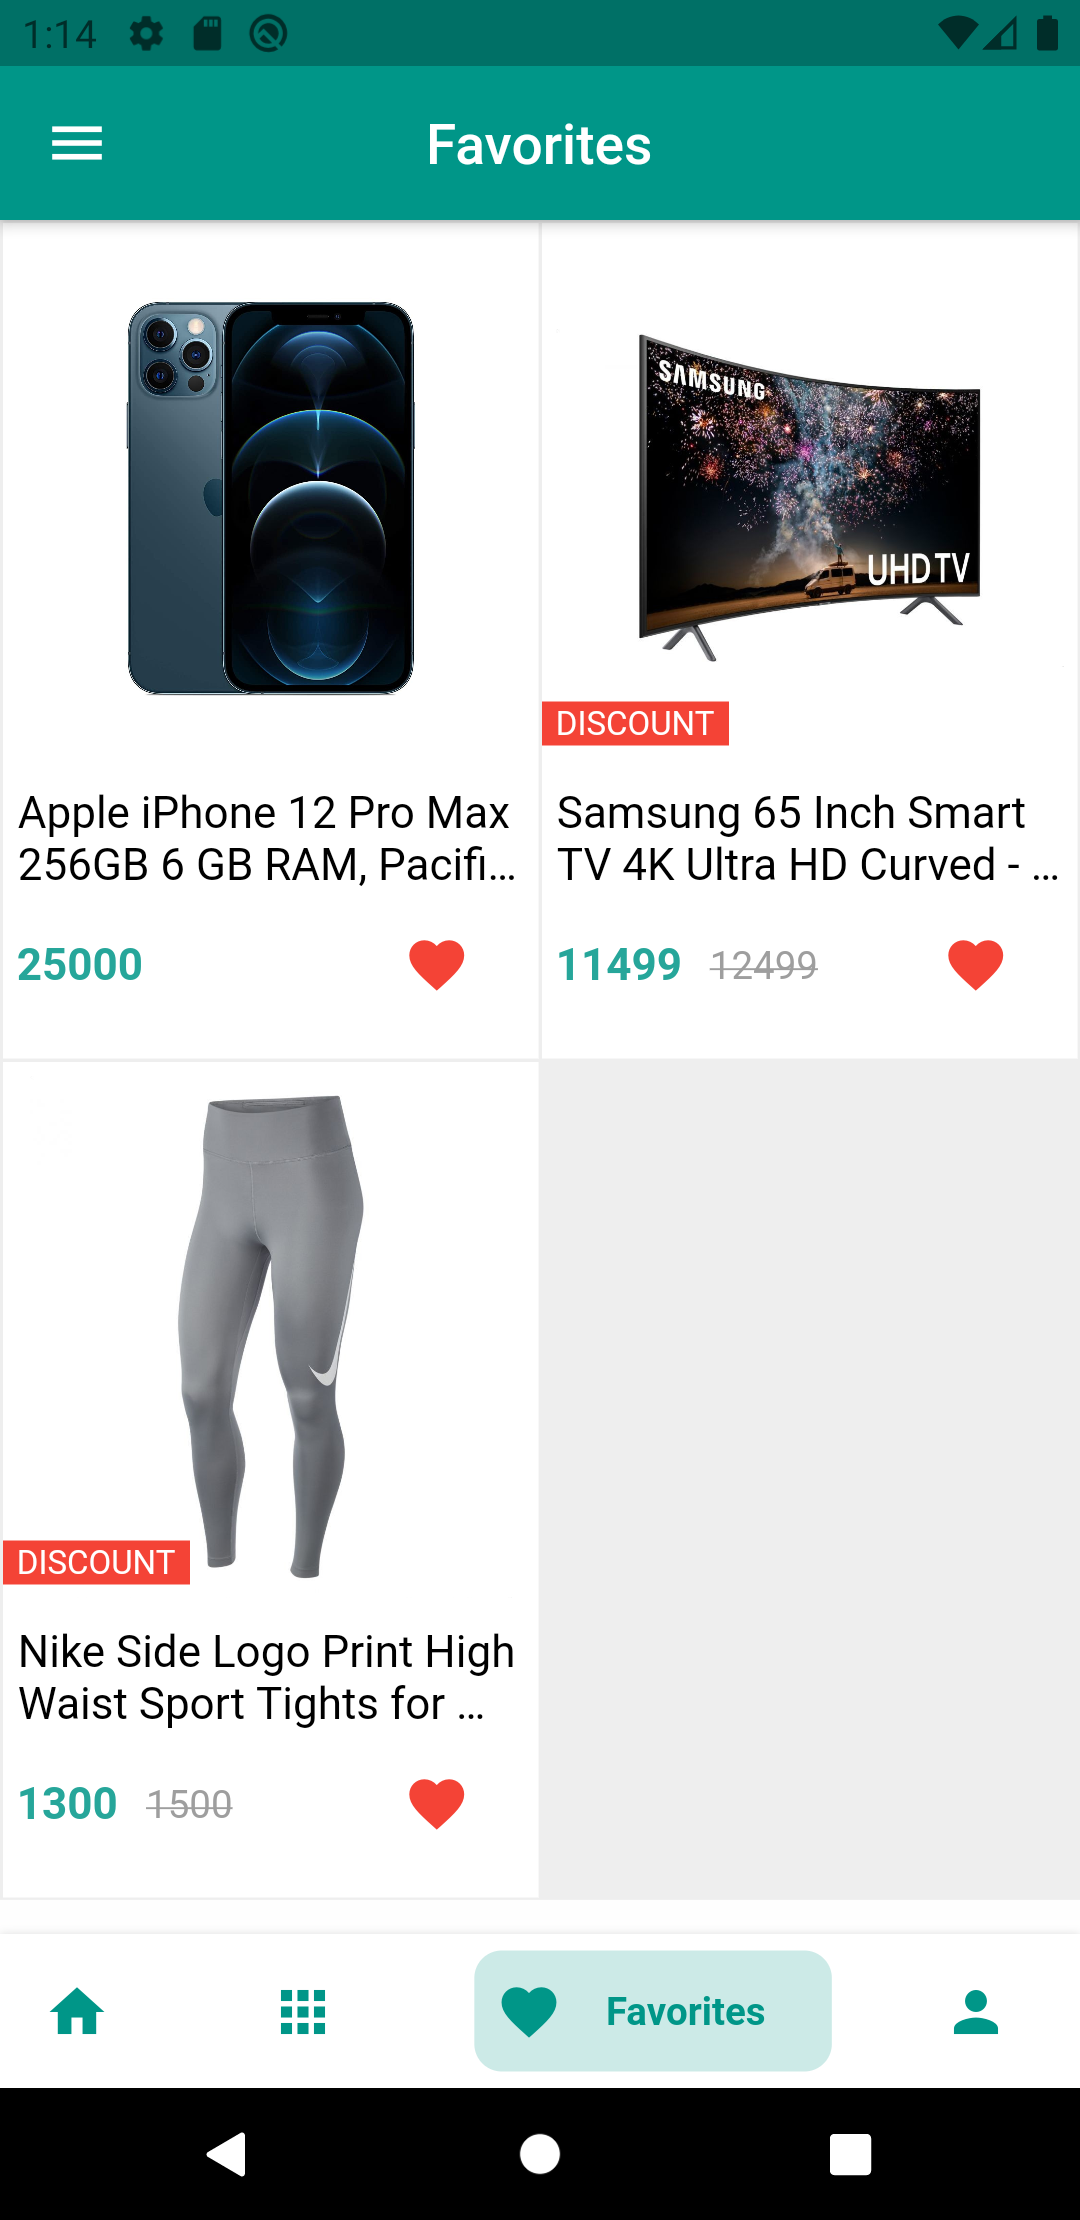 1:14
Favorites
SAMSUNG
UHD TV
DISCOUNT
Apple iPhone 12 Pro Max
256GB 6 GB RAM, Pacifi...
25000
Samsung 65 Inch Smart
TV 4K Ultra HD Curved - ...
11499 12499
DISCOUNT
Nike Side Logo Print High
Waist Sport Tights for ...
1300 1500
Favorites